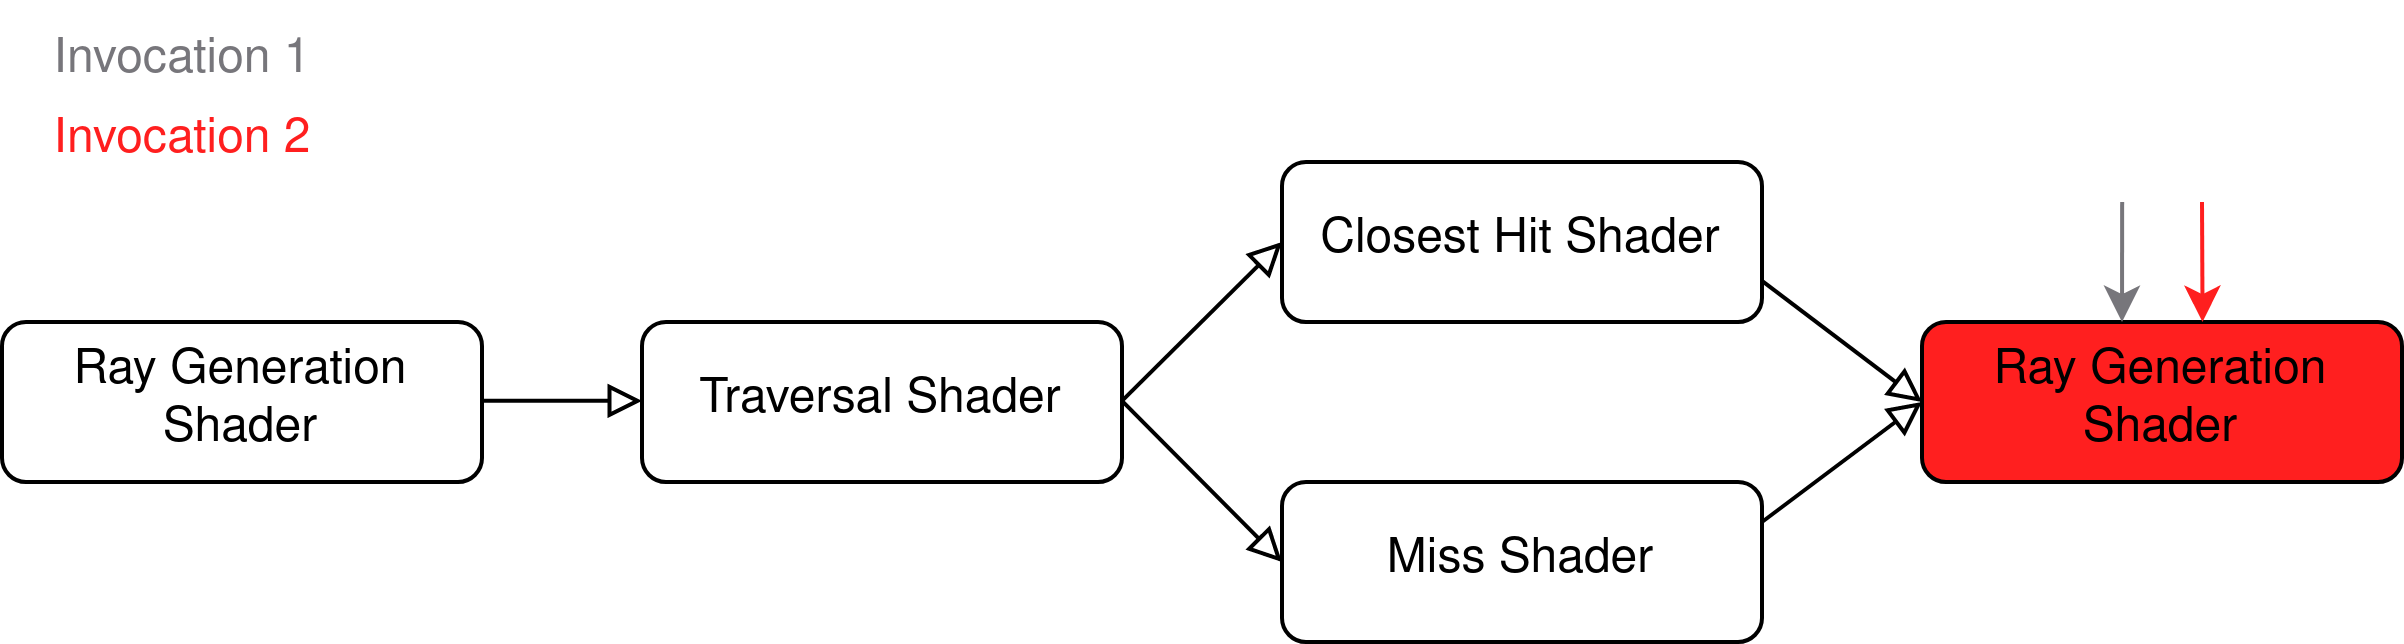 Invocation 1
Invocation 2
Closest Hit Shader
Ray Generation
Shader
Traversal Shader
Ray Generation
Shader
Miss Shader